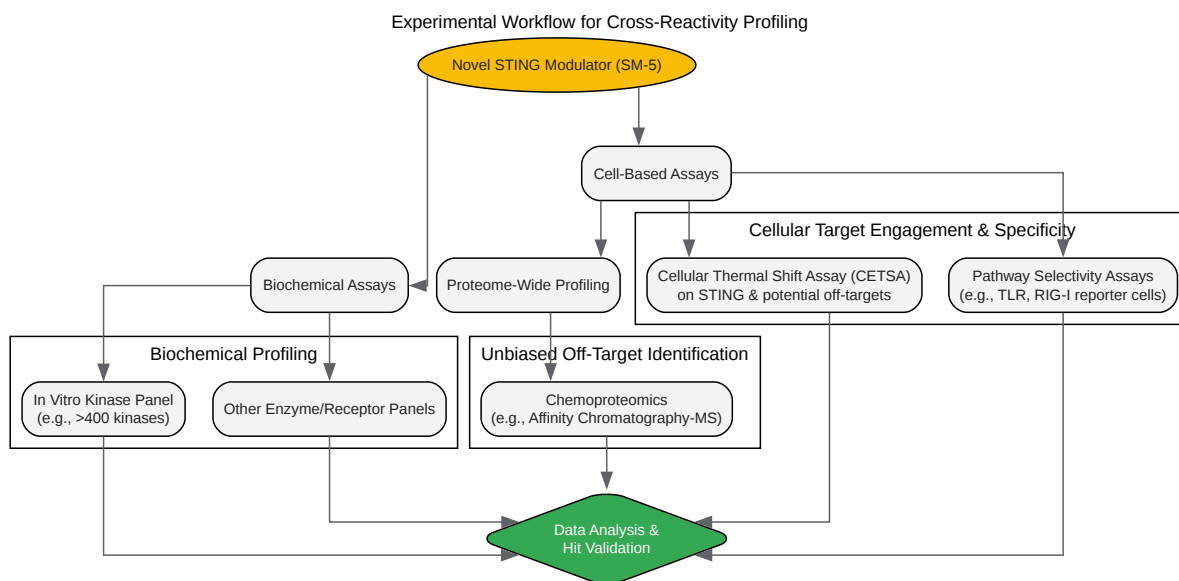 Experimental Workflow for Cross-Reactivity Profiling
Novel STING Modulator (SM-5)
Cell-Based Assays
Cellular Target Engagement & Specificity
Biochemical Assays
Proteome-Wide Profiling
Cellular Thermal Shift Assay (CETSA)
on STING & potential off-targets
Pathway Selectivity Assays
(e.g., TLR, RIG-I reporter cells)
Biochemical Profiling
Unbiased Off-Target Identification
In Vitro Kinase Panel
(e.g., >400 kinases)
Other Enzyme/Receptor Panels
Chemoproteomics
(e.g., Affinity Chromatography-MS)
Data Analysis &
Hit Validation